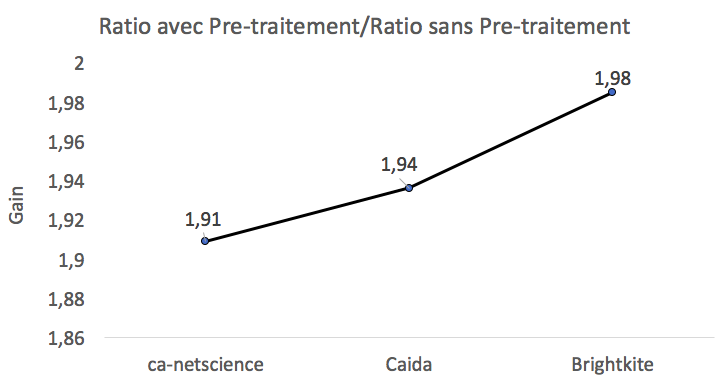 Ratio avec Pre-traitement/Ratio sans Pre-traitement
2
1,98
1,96
1,94
1,92
1,9
1,88
1,86
Gain
1,91
1,94
1,98
ca-netscience
Caida
Brightkite